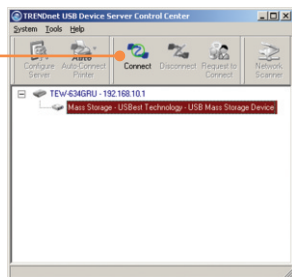 TRENDnet USB Device Server Control Center
System Tools Help
Configure Server
Auto
Auto-Connect Printer
Connect
Disconnect
Request to Connect
Network Scanner
TEW-634GRU - 192.168.10.1
Mass Storage - USBest Technology - USB Mass Storage Device